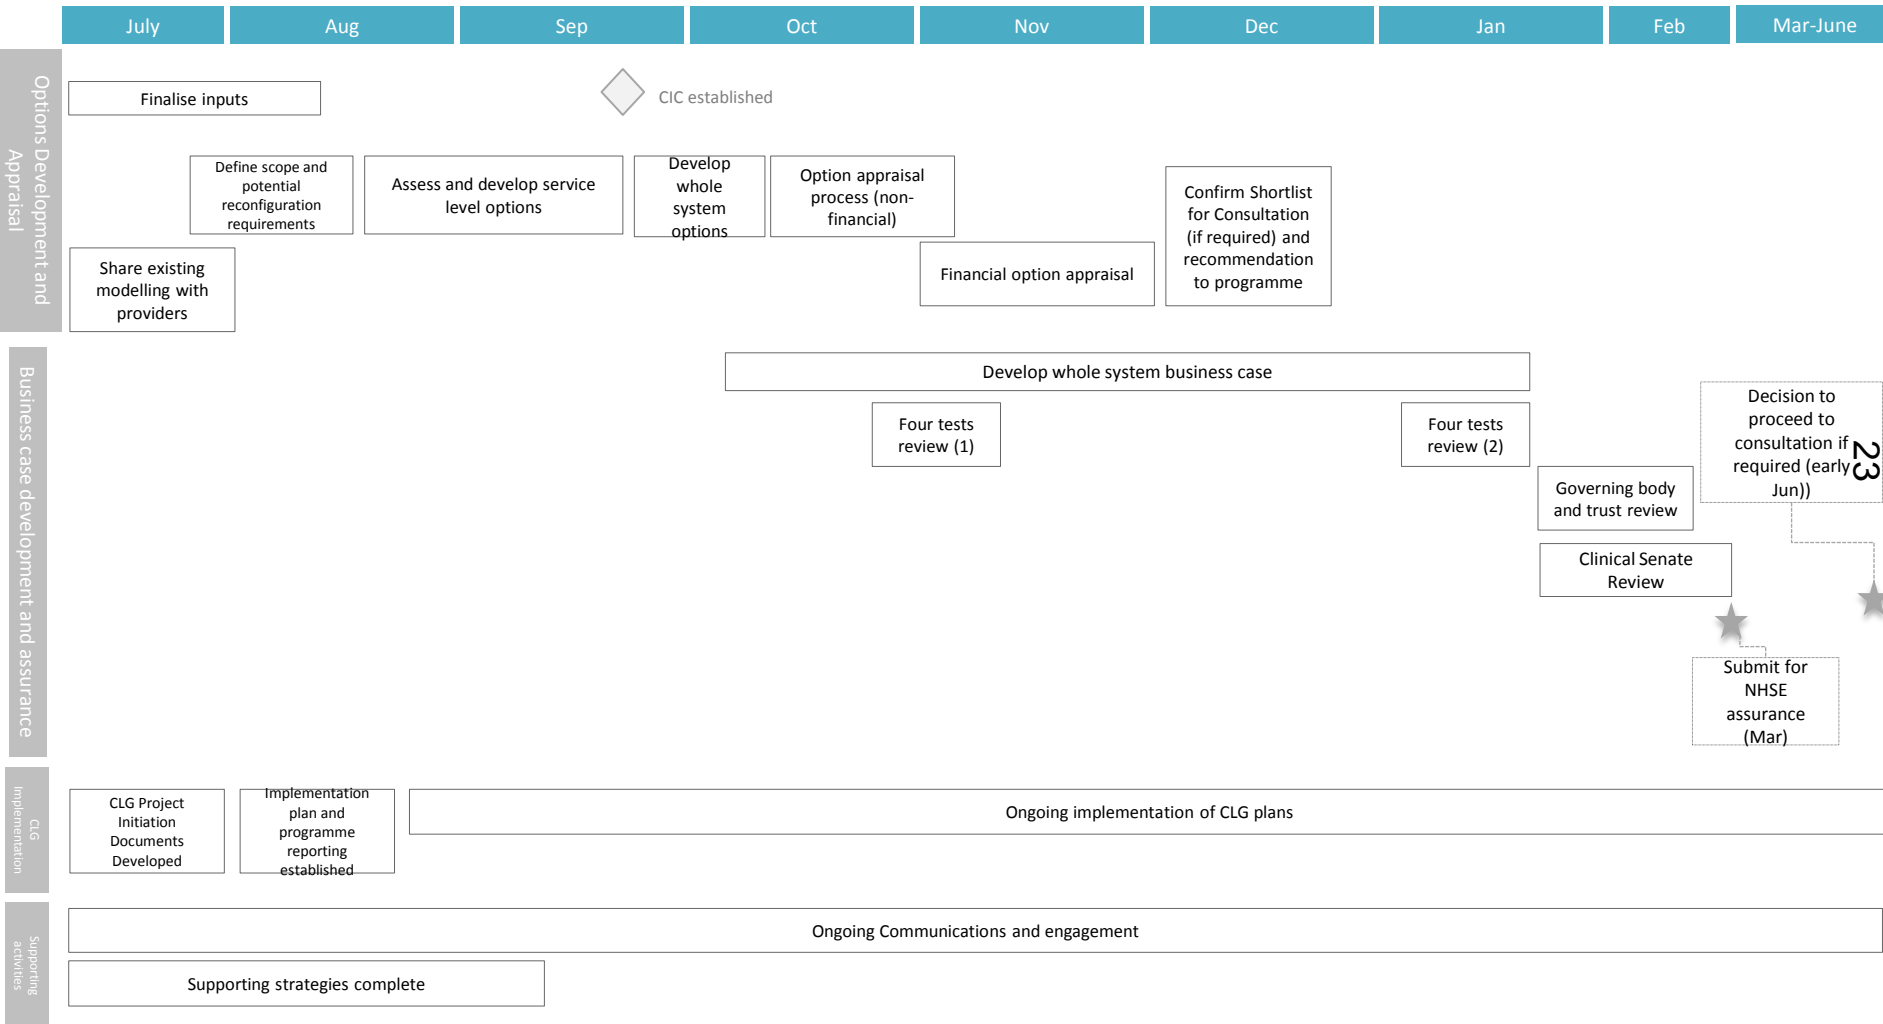 July
Aug
Sep
Oct
Nov
Dec
Jan
Feb
Mar-June
Options Development and
Appraisal
Finalise inputs
CIC established
Define scope and
potential
reconfiguration
requirements
Assess and develop service
level options
Develop
whole
system
options
Option appraisal
process (non-
financial)
Confirm Shortlist
for Consultation
(if required) and
recommendation
to programme
Share existing
modelling with
providers
Financial option appraisal
Business case development and assurance
Develop whole system business case
Four tests
review (1)
Four tests
review (2)
Decision to
proceed to
consultation if
required (early
Jun))
23
Governing body
and trust review
Clinical Senate
Review
Submit for
NHSE
assurance
(Mar)
CLG
Implementation
CLG Project
Initiation
Documents
Developed
Implementation
plan and
programme
reporting
established
Ongoing implementation of CLG plans
Supporting
activities
Ongoing Communications and engagement
Supporting strategies complete